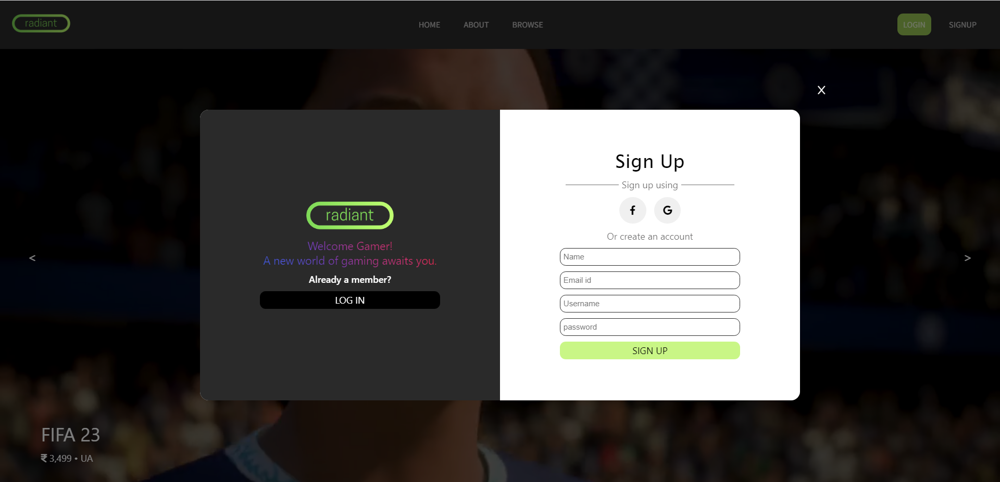 radiant
HOME ABOUT BROWSE
LOGIN SIGNUP
X
radiant
Welcome Gamer!
A new world of gaming awaits you.
Already a member?
LOG IN
Sign Up
Sign up using
f G
Or create an account
Name
Email id
Username
password
SIGN UP
< >
FIFA 23
₹ 3,499 • UA